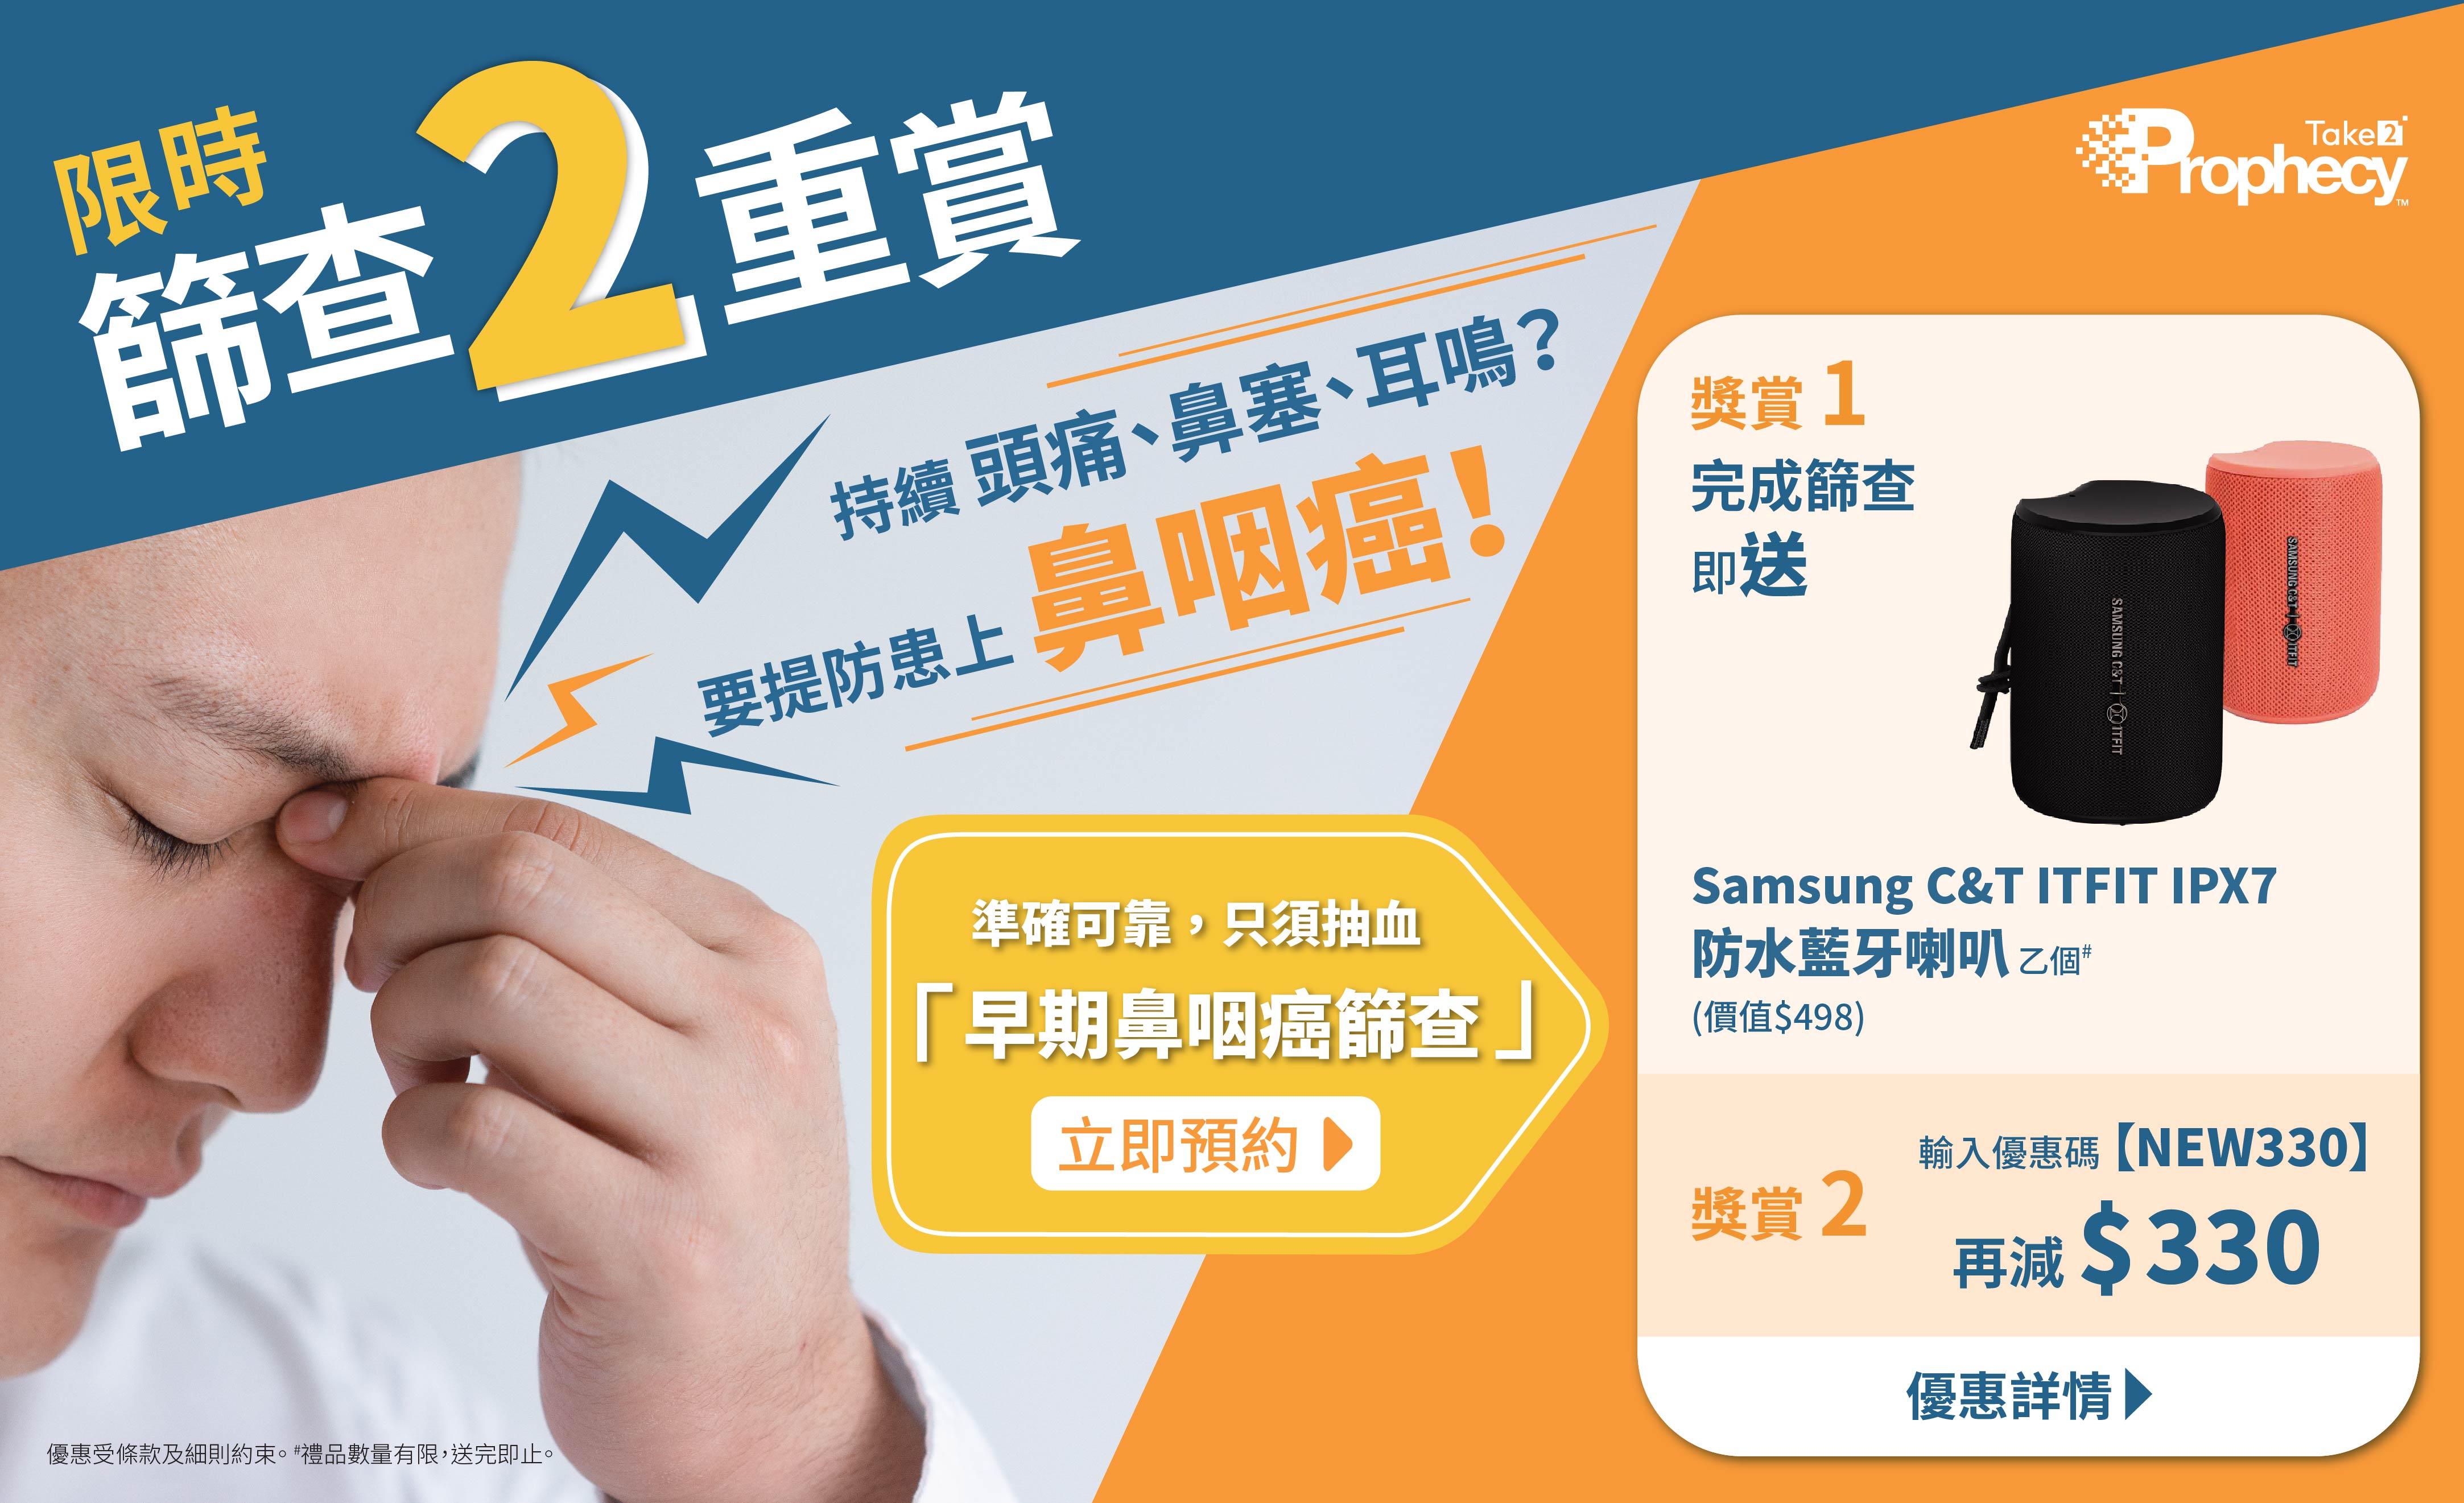 限時
篩查2重賞
Take2
Prophecy™
持續 頭痛、鼻塞、耳鳴？
要提防患上 鼻咽癌！
準確可靠，只須抽血
「早期鼻咽癌篩查」
立即預約
獎賞 1
完成篩查
即送
SAMSUNG C&T | ITFIT
SAMSUNG C&T | ITFIT
Samsung C&T ITFIT IPX7
防水藍牙喇叭 乙個#
(價值$498)
獎賞 2
輸入優惠碼【NEW330】
再減 $330
優惠詳情
優惠受條款及細則約束。#禮品數量有限，送完即止。